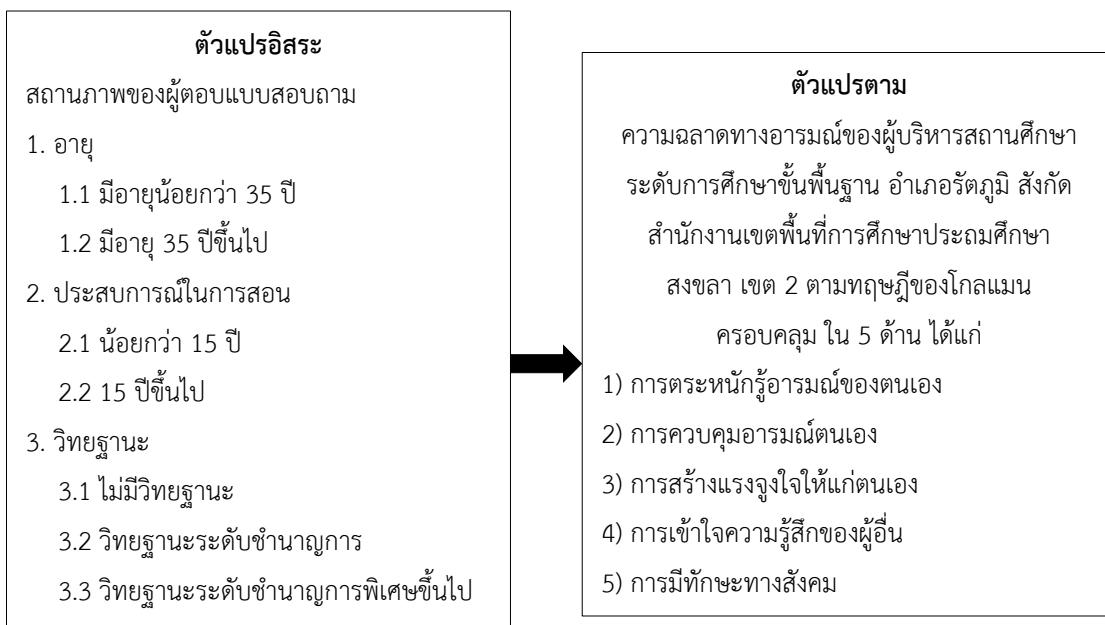 ตัวแปรอิสระ
สถานภาพของผู้ตอบแบบสอบถาม
1. อายุ
1.1 มีอายุน้อยกว่า 35 ปี
1.2 มีอายุ 35 ปีขึ้นไป
2. ประสบการณ์ในการสอน
2.1 น้อยกว่า 15 ปี
2.2 15 ปีขึ้นไป
3. วิทยฐานะ
3.1 ไม่มีวิทยฐานะ
3.2 วิทยฐานะระดับชำนาญการ
3.3 วิทยฐานะระดับชำนาญการพิเศษขึ้นไป
ตัวแปรตาม
ความฉลาดทางอารมณ์ของผู้บริหารสถานศึกษา
ระดับการศึกษาขั้นพื้นฐาน อำเภอรัตภูมิ สังกัด
สำนักงานเขตพื้นที่การศึกษาประถมศึกษา
สงขลา เขต 2 ตามทฤษฎีของโกลแมน
ครอบคลุม ใน 5 ด้าน ได้แก่
1) การตระหนักรู้อารมณ์ของตนเอง
2) การควบคุมอารมณ์ตนเอง
3) การสร้างแรงจูงใจให้แก่ตนเอง
4) การเข้าใจความรู้สึกของผู้อื่น
5) การมีทักษะทางสังคม